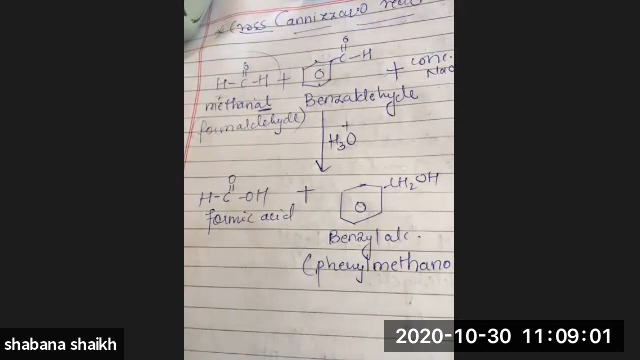 Cross Cannizzaro reac
O
O
C-H
H-C-H + + conc.
methanal Benzaldehyde
formaldehyde)
H3O+
O
H-C-OH + CH2OH
formic acid
Benzyl alc.
(phenylmethano
shabana shaikh
2020-10-30 11:09:01